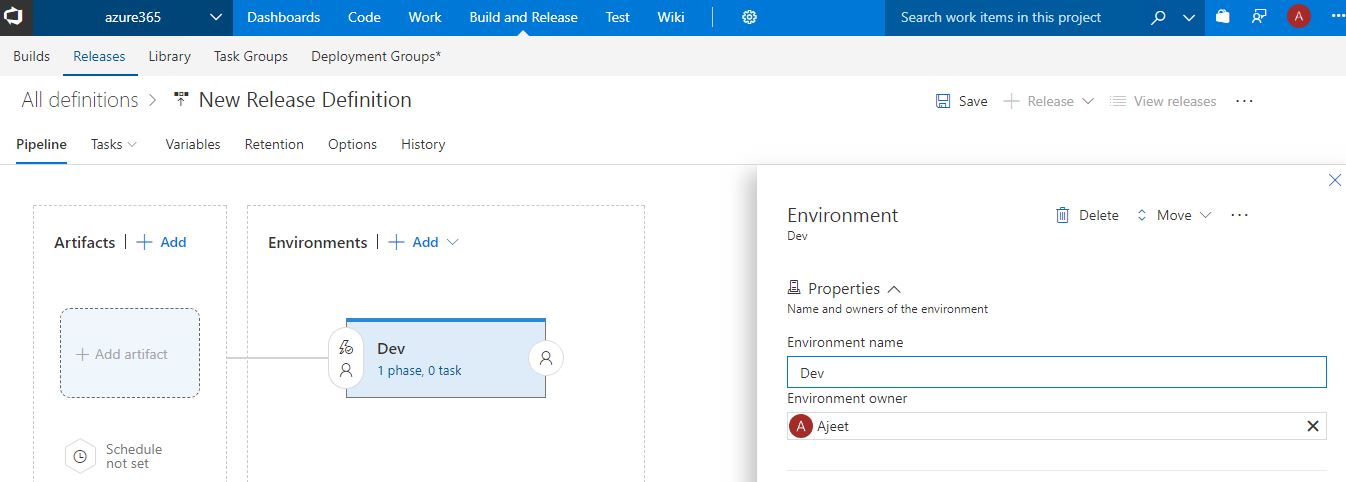 azure365 Dashboards Code Work Build and Release Test Wiki Search work items in this project A
Builds Releases Library Task Groups Deployment Groups*
All definitions > New Release Definition Save + Release View releases ...
Pipeline Tasks Variables Retention Options History
Environment Delete Move ...
Dev
Artifacts | + Add Environments | + Add
Properties
Name and owners of the environment
Environment name
Dev
1 phase, 0 task
+ Add artifact
Dev
Environment owner
A Ajeet
Schedule
not set